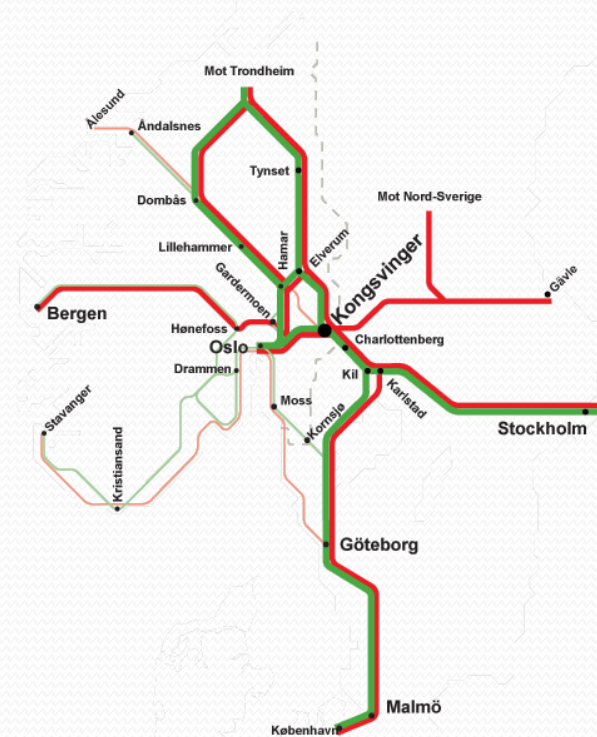 Mot Trondheim
Ålesund
Åndalsnes
Tynset
Dombås
Mot Nord-Sverige
Lillehammer
Hamar
Elverum
Gardermoen
Kongsvinger
Gävle
Bergen
Hønefoss
Oslo
Charlottenberg
Drammen
Kil
Karlstad
Moss
Stavanger
Kornsjø
Stockholm
Kristiansand
Göteborg
Malmö
København